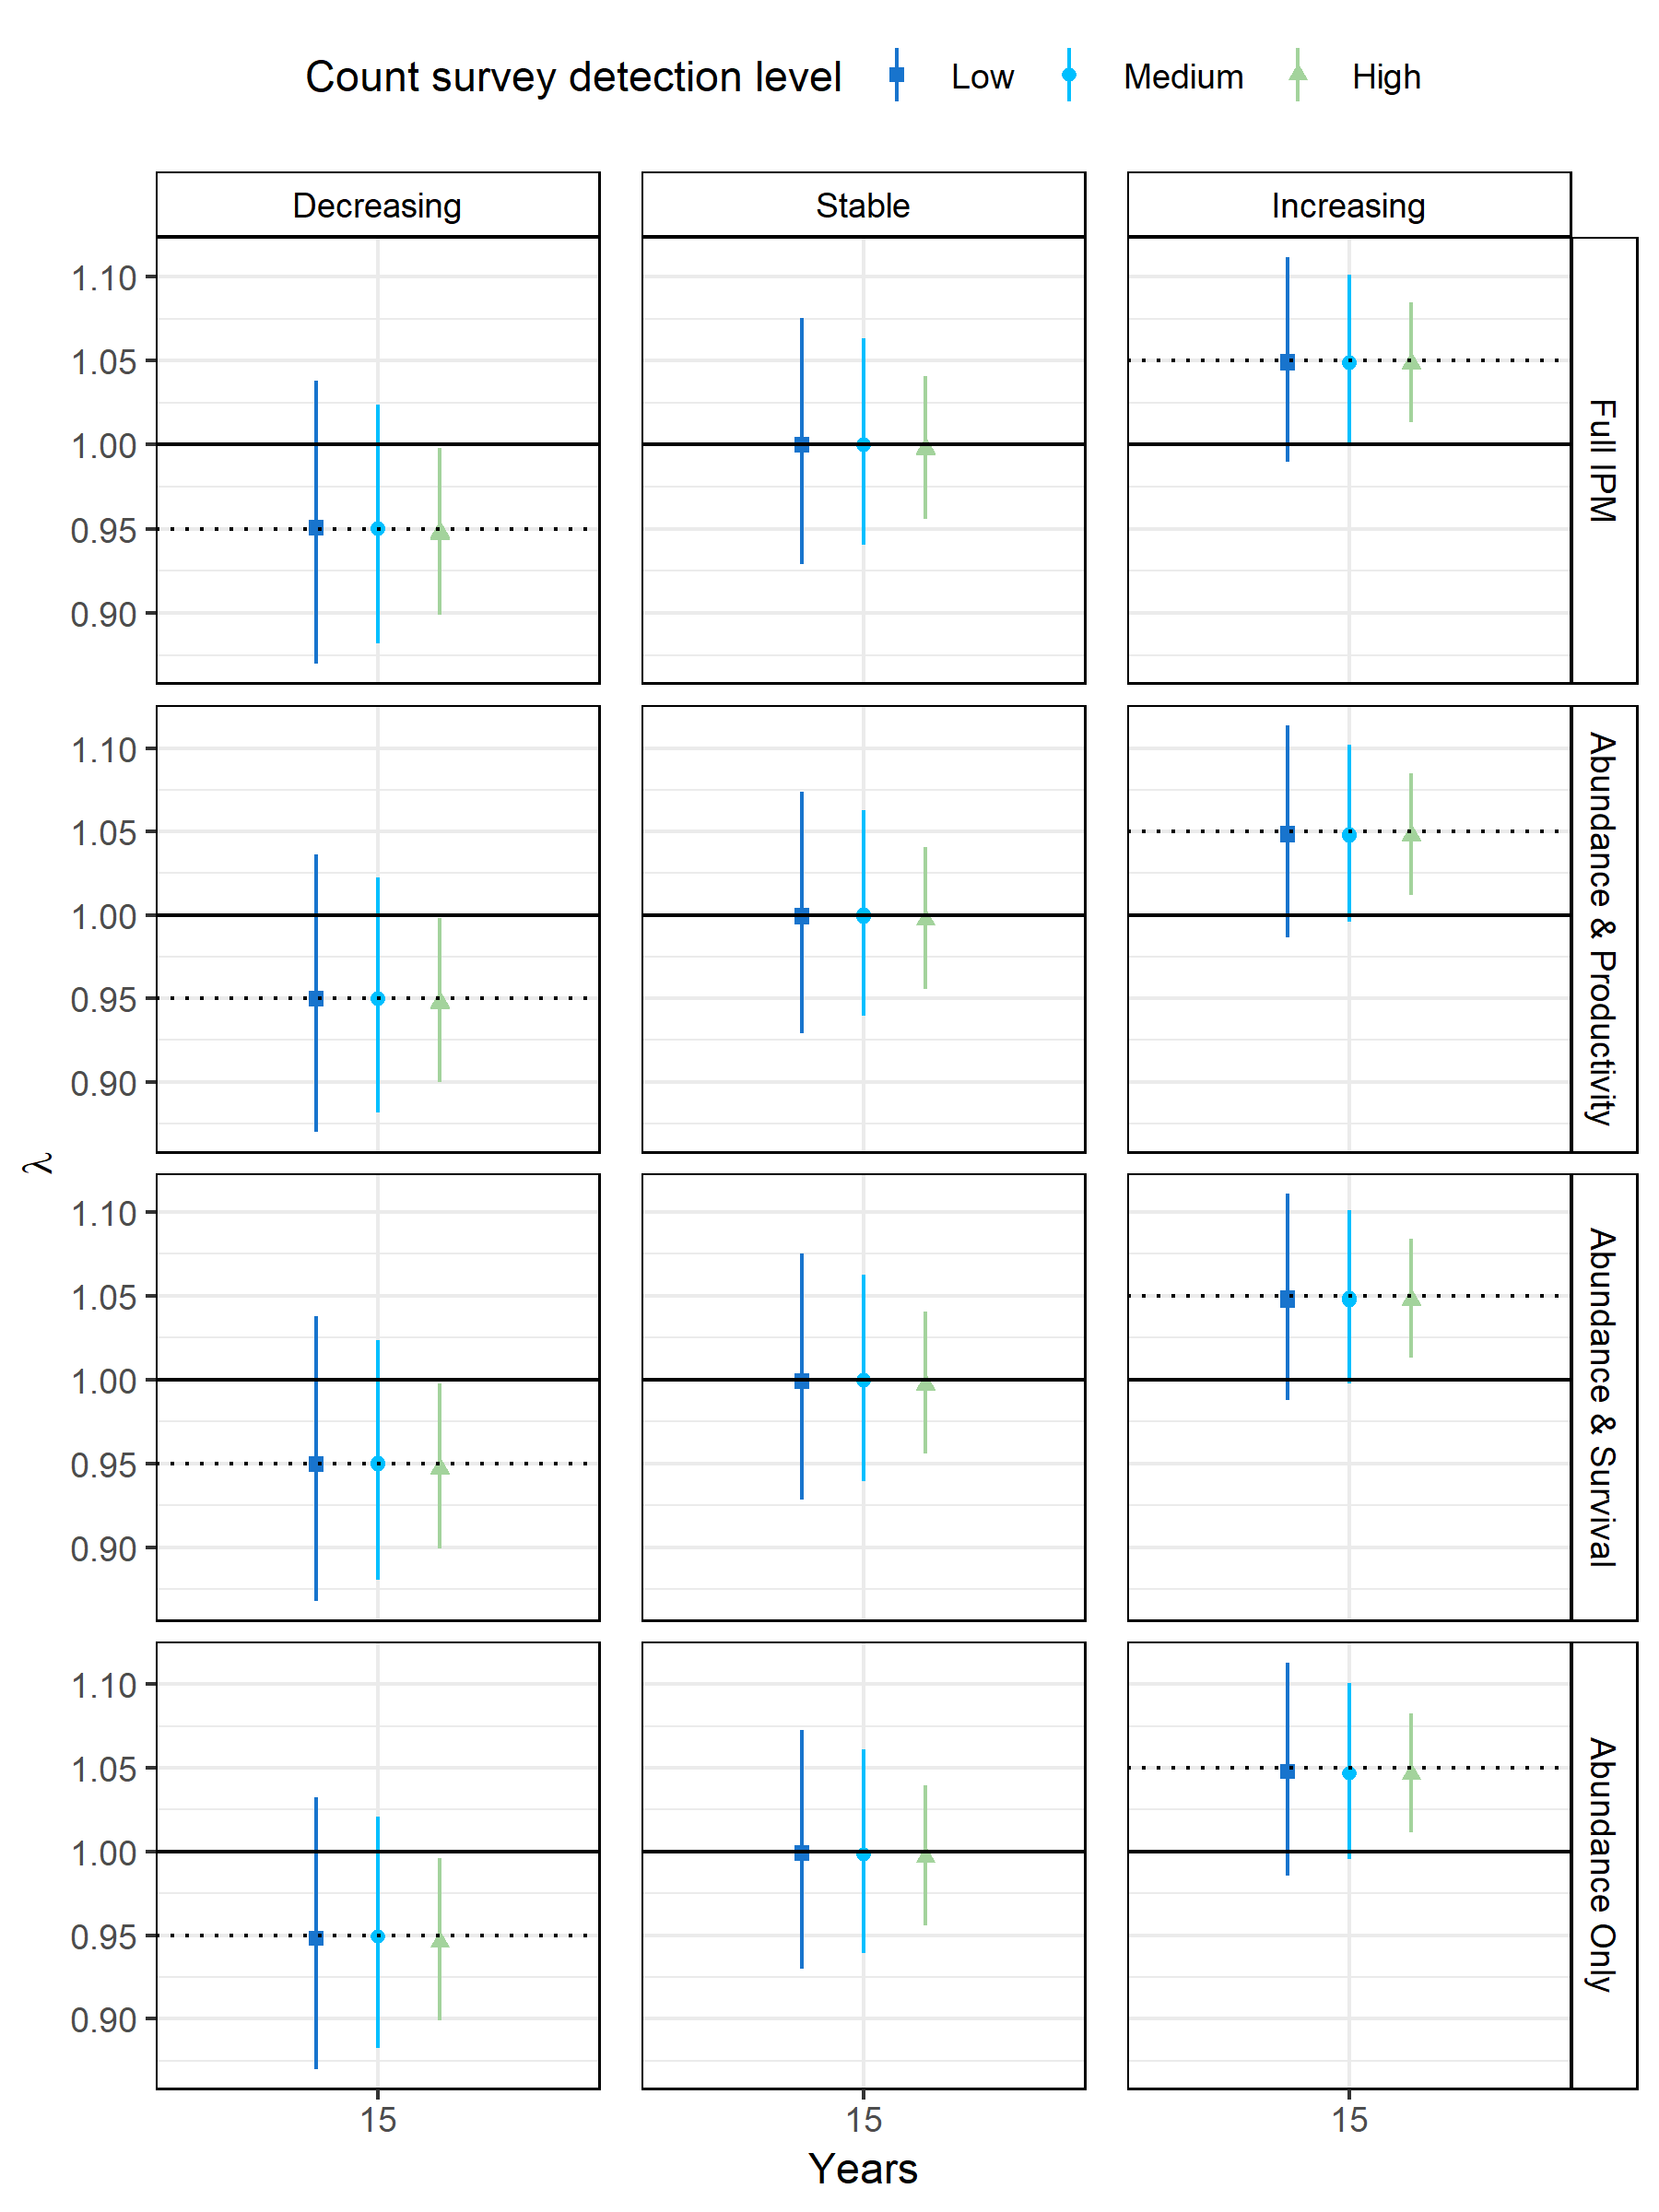 Count survey detection level Low Medium High
Decreasing Stable Increasing
1.10
1.05
1.00
0.95
0.90
Full IPM
1.10
1.05
1.00
0.95
0.90
Abundance & Productivity
λ
1.10
1.05
1.00
0.95
0.90
Abundance & Survival
1.10
1.05
1.00
0.95
0.90
Abundance Only
15 15 15
Years